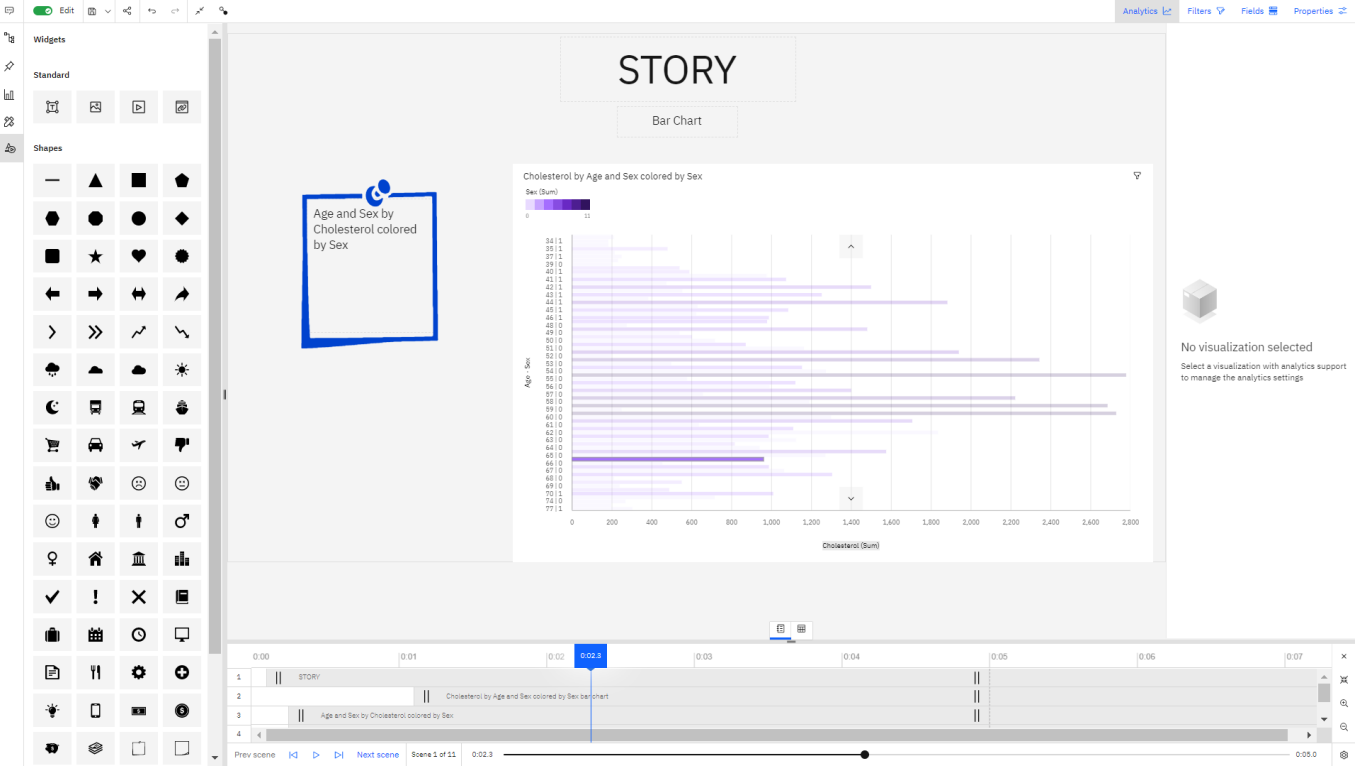 Edit
Analytics
Filters
Fields
Properties
Widgets
Standard
Shapes
STORY
Bar Chart
Age and Sex by
Cholesterol colored
by Sex
Cholesterol by Age and Sex colored by Sex
Sex (Sum)
0 11
Age - Sex
34 | 1
35 | 1
37 | 1
39 | 0
40 | 1
41 | 1
42 | 1
43 | 1
44 | 1
45 | 1
46 | 1
48 | 0
49 | 0
50 | 0
51 | 0
52 | 0
53 | 0
54 | 0
55 | 0
56 | 0
57 | 0
58 | 0
59 | 0
60 | 0
61 | 0
62 | 0
63 | 0
64 | 0
65 | 0
66 | 0
67 | 0
68 | 0
69 | 0
70 | 1
74 | 0
77 | 1
0 200 400 600 800 1,000 1,200 1,400 1,600 1,800 2,000 2,200 2,400 2,600 2,800
Cholesterol (Sum)
No visualization selected
Select a visualization with analytics support
to manage the analytics settings
0:00 0:01 0:02 0:02.3 0:03 0:04 0:05 0:06 0:07
1 STORY
2 Cholesterol by Age and Sex colored by Sex bar chart
3 Age and Sex by Cholesterol colored by Sex
4
Prev scene Next scene Scene 1 of 11 0:02.3 0:05.0